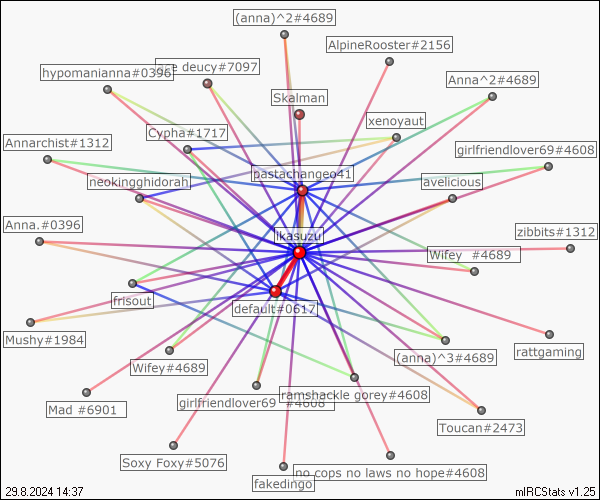 (anna)^2#4689
AlpineRooster#2156
hypomanianna#0396
deucy#7097
Anna^2#4689
Skalman
xenoyaut
Cypha#1717
Annarchist#1312
girlfriendlover69#4608
pastachangeo41
neokingghidorah
avelicious
Anna.#0396
ikasuzu
zibbits#1312
Wifey #4689
frisout
default#0617
Mushy#1984
rattgaming
(anna)^3#4689
Wifey#4689
ramshackle gorey#4608
girlfriendlover69 #4608
Mad #6901
Toucan#2473
Soxy Foxy#5076
no cops no laws no hope#4608
fakedingo
29.8.2024 14:37
mIRCStats v1.25